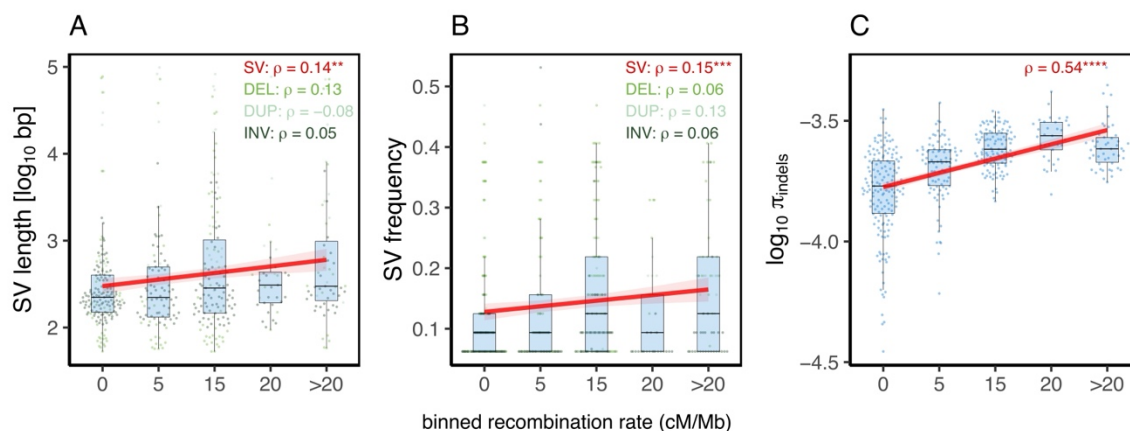 A
SV length [log10 bp]
5
4
3
2
SV: ρ = 0.14**
DEL: ρ = 0.13
DUP: ρ = −0.08
INV: ρ = 0.05
0 5 15 20 >20
B
SV frequency
0.5
0.4
0.3
0.2
0.1
SV: ρ = 0.15***
DEL: ρ = 0.06
DUP: ρ = 0.13
INV: ρ = 0.06
0 5 15 20 >20
C
log10 πindels
−3.5
−4.0
−4.5
ρ = 0.54****
0 5 15 20 >20
binned recombination rate (cM/Mb)